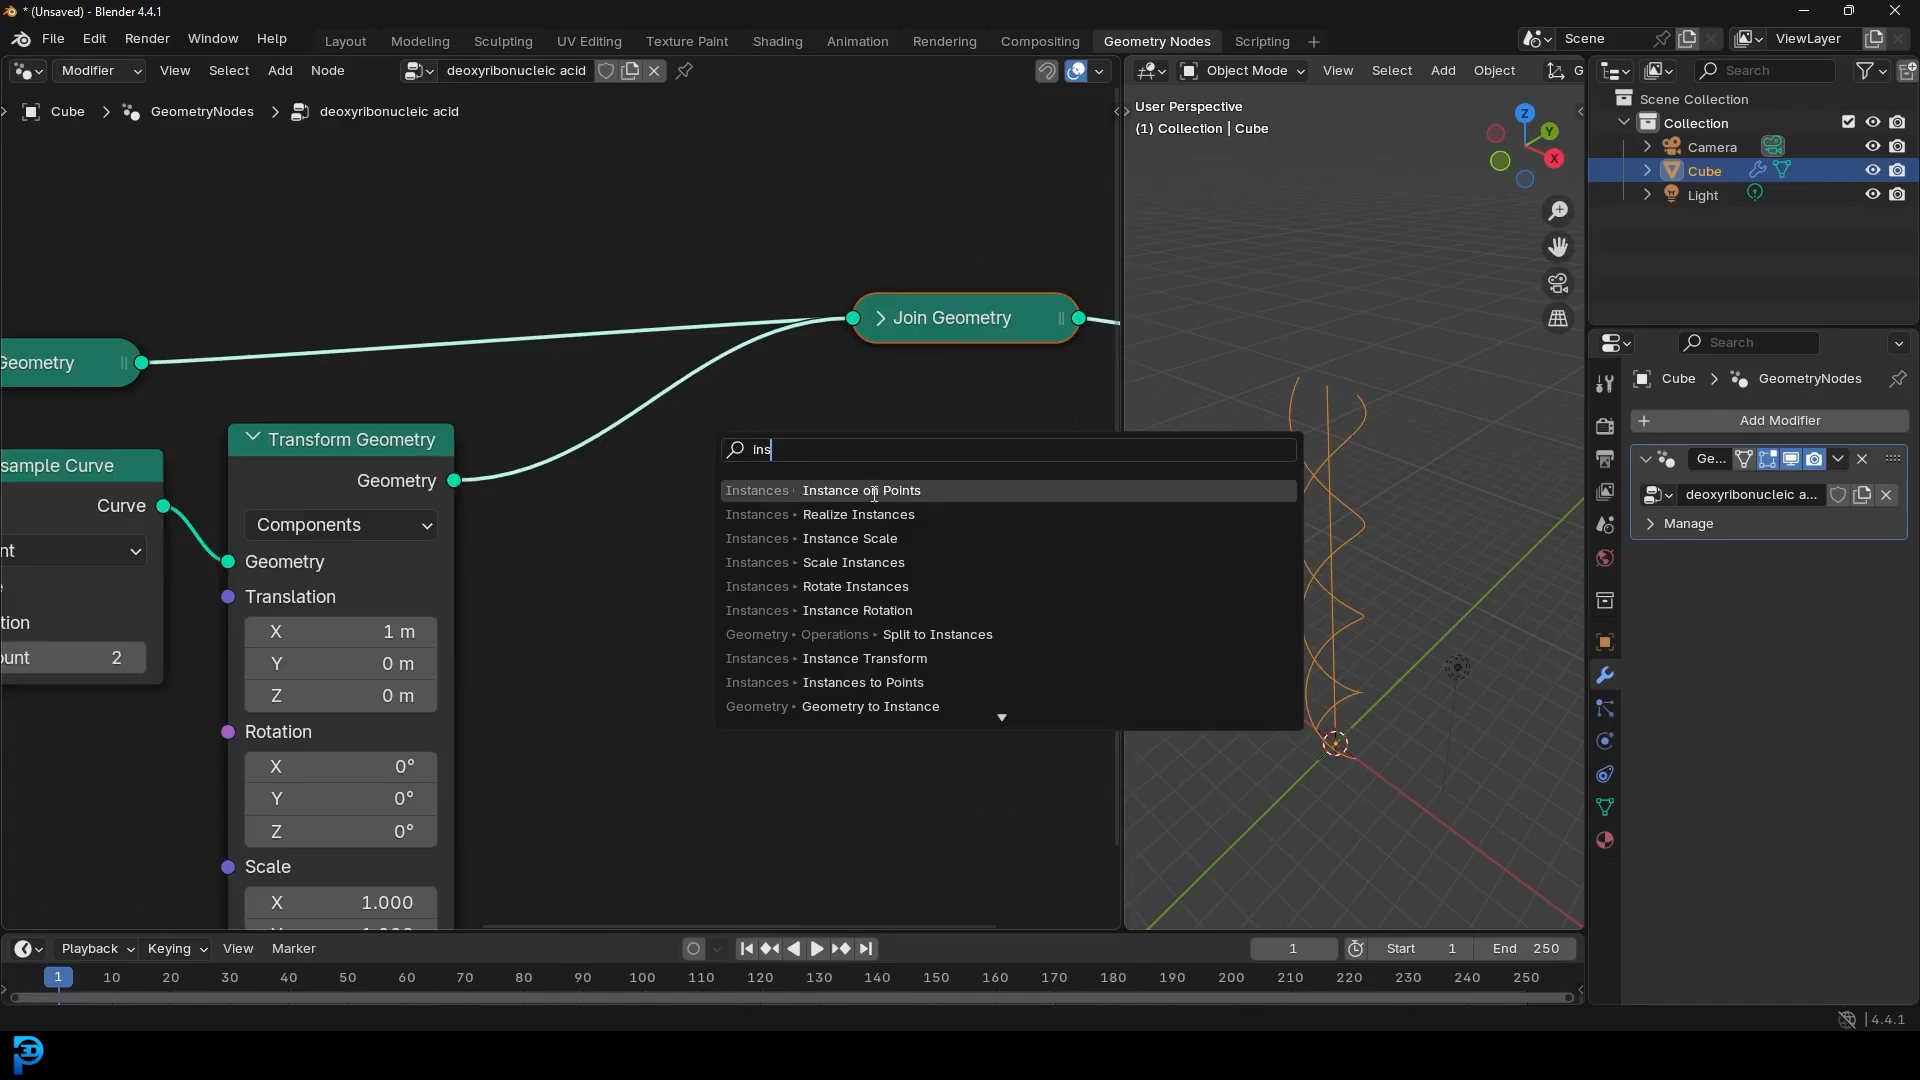 * (Unsaved) - Blender 4.4.1
File Edit Render Window Help
Layout Modeling Sculpting UV Editing Texture Paint Shading Animation Rendering Compositing Geometry Nodes Scripting +
Scene
ViewLayer
Modifier View Select Add Node
deoxyribonucleic acid
Object Mode View Select Add Object
G
Search
Cube > GeometryNodes > deoxyribonucleic acid
User Perspective
(1) Collection | Cube
Z
Y
X
Scene Collection
Collection
Camera
Cube
Light
Search
Cube > GeometryNodes
Add Modifier
Ge...
deoxyribonucleic a...
Manage
Join Geometry
Geometry
Transform Geometry
Geometry
Components
Geometry
Translation
X 1 m
Y 0 m
Z 0 m
Rotation
X 0°
Y 0°
Z 0°
Scale
X 1.000
sample Curve
Curve
nt
tion
unt 2
ins
Instances Instance on Points
Instances Realize Instances
Instances Instance Scale
Instances Scale Instances
Instances Rotate Instances
Instances Instance Rotation
Geometry Operations Split to Instances
Instances Instance Transform
Instances Instances to Points
Geometry Geometry to Instance
Playback Keying View Marker
1
Start 1
End 250
1 10 20 30 40 50 60 70 80 90 100 110 120 130 140 150 160 170 180 190 200 210 220 230 240 250
4.4.1